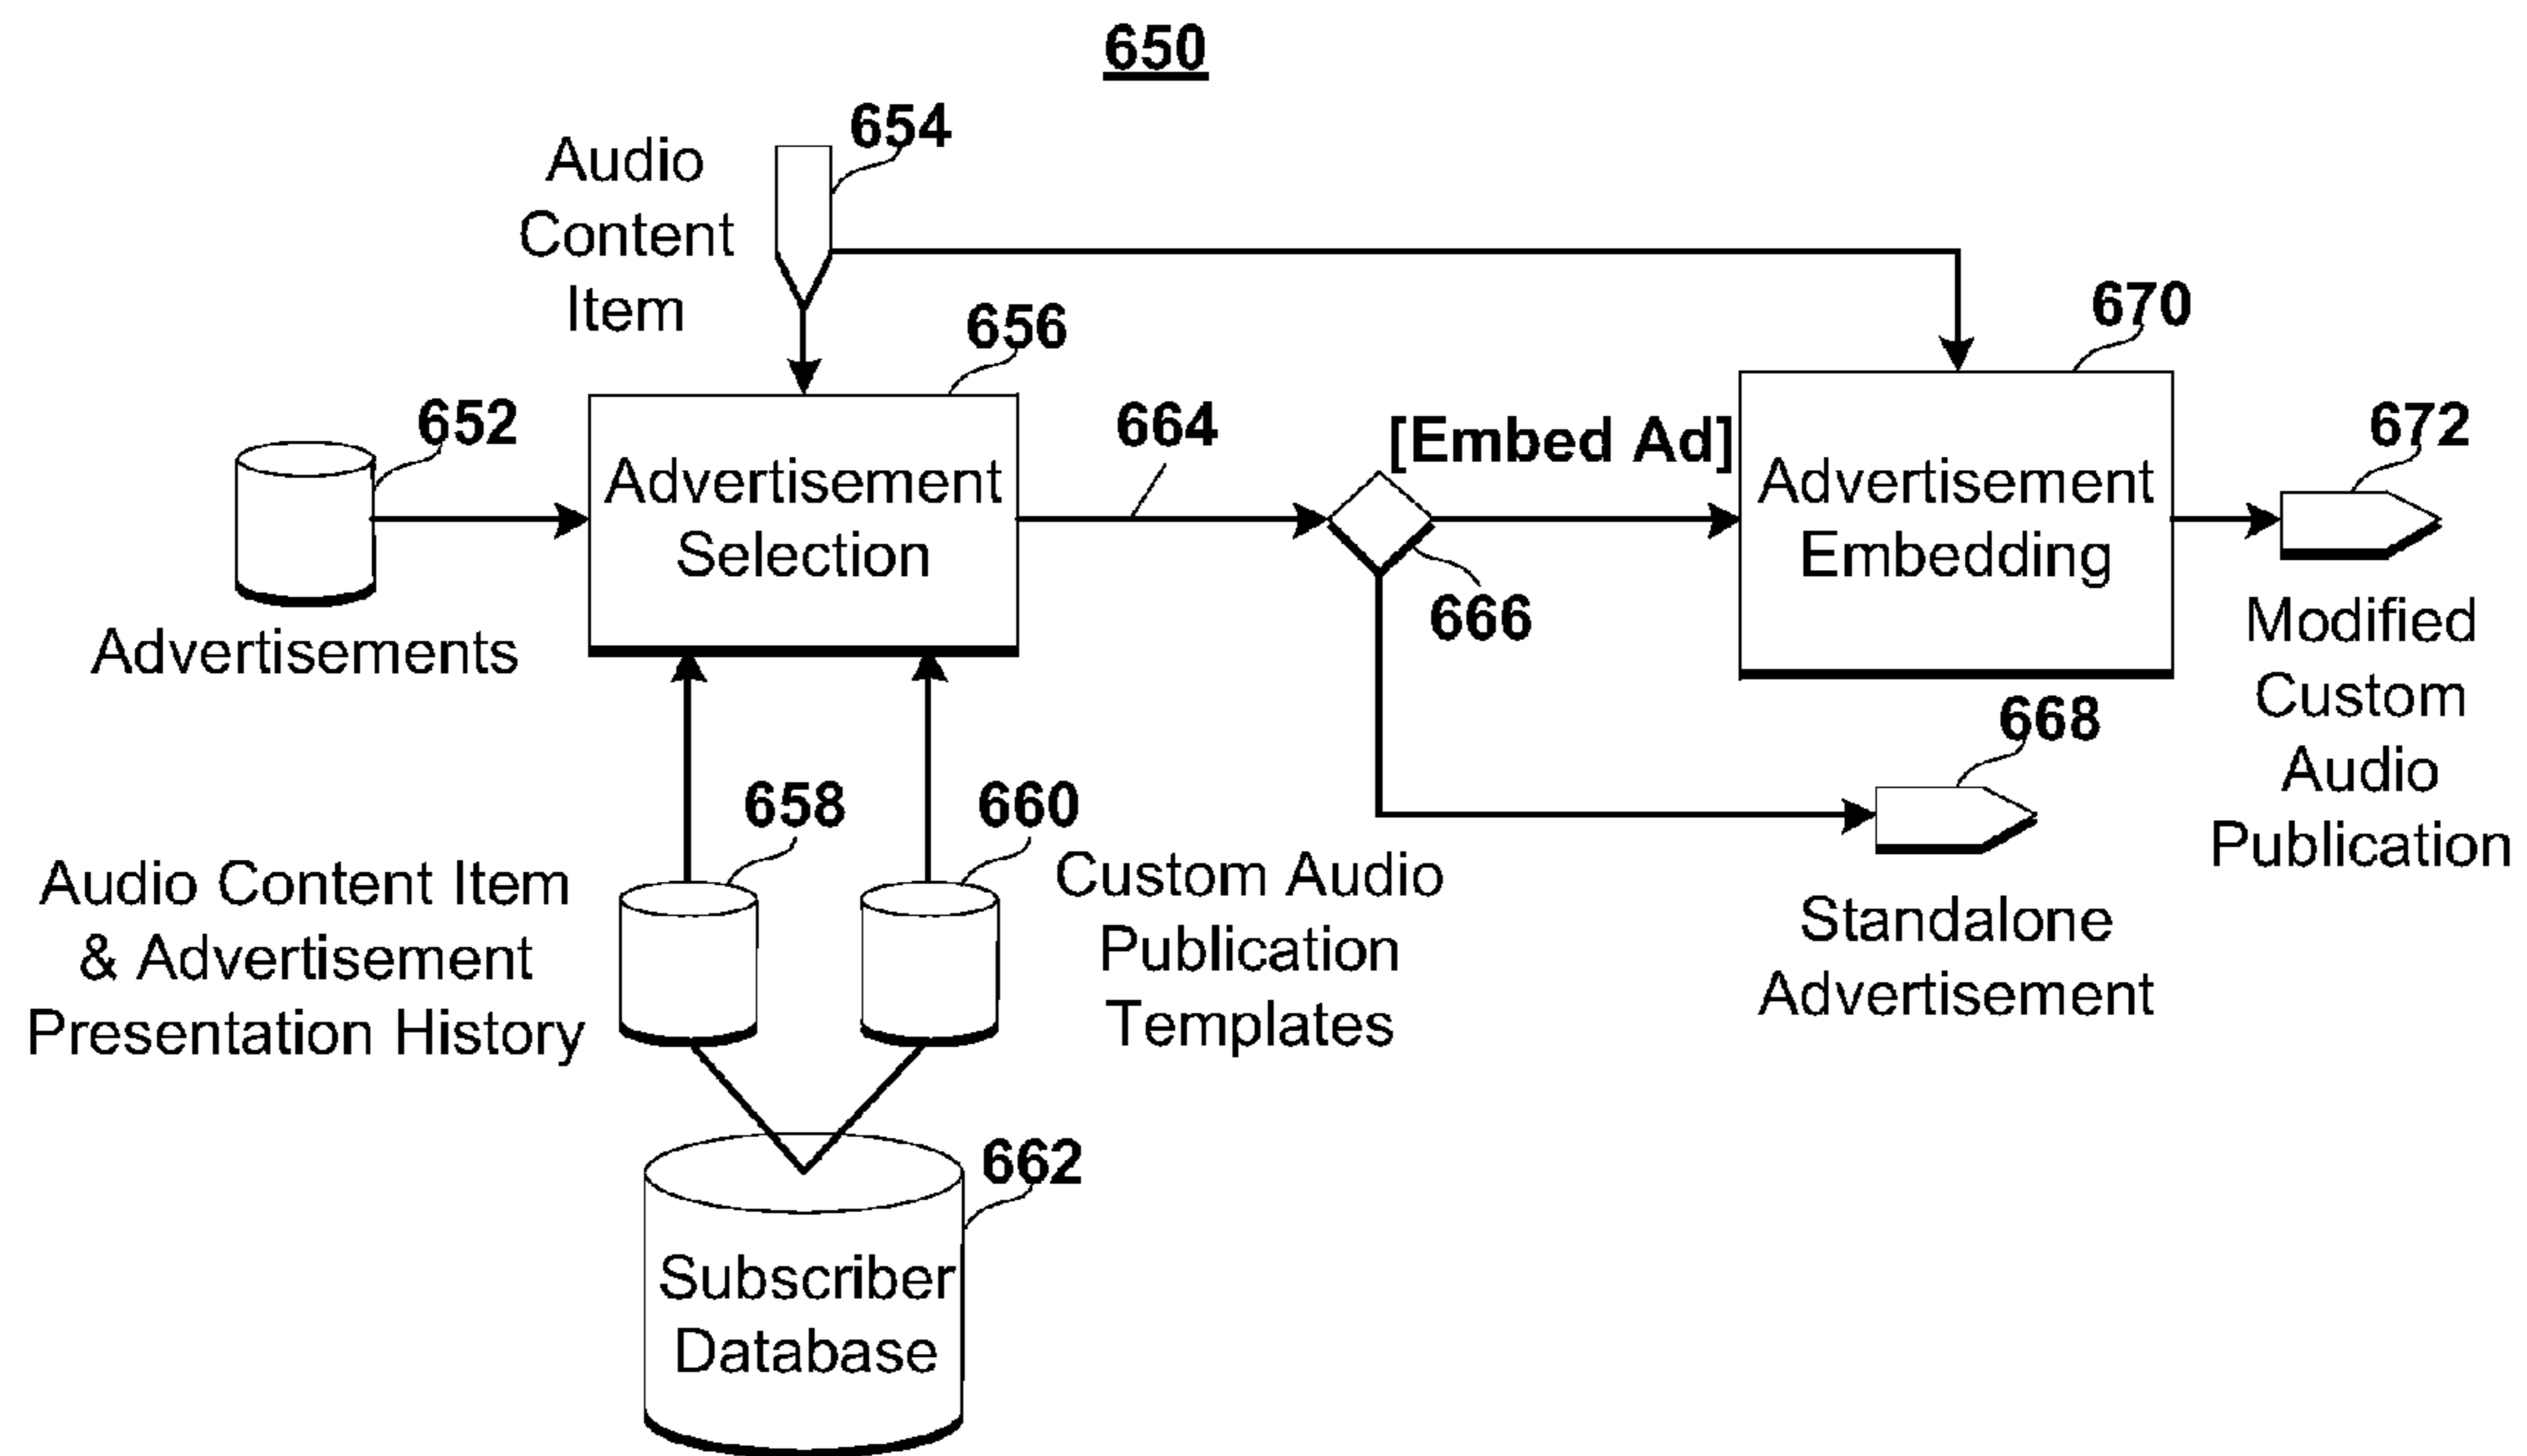 650
654
Audio
Content
Item
656
670
652
664
[Embed Ad]
672
Advertisement
Selection
Advertisement
Embedding
666
Advertisements
Modified
Custom
Audio
Publication
668
658
660
Audio Content Item
& Advertisement
Presentation History
Custom Audio
Publication
Templates
Standalone
Advertisement
662
Subscriber
Database